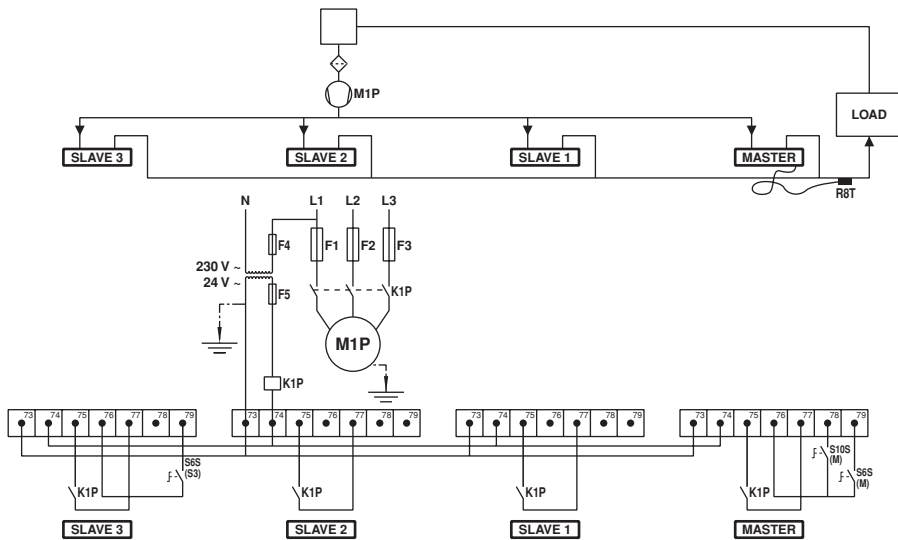 M1P
LOAD
SLAVE 3
SLAVE 2
SLAVE 1
MASTER
R8T
N
L1
L2
L3
F4
F1
F2
F3
230 V ~
24 V ~
F5
K1P
M1P
K1P
73 74 75 76 77 78 79
73 74 75 76 77 78 79
73 74 75 76 77 78 79
73 74 75 76 77 78 79
S6S
(S3)
S10S
(M)
S6S
(M)
K1P
K1P
K1P
K1P
SLAVE 3
SLAVE 2
SLAVE 1
MASTER